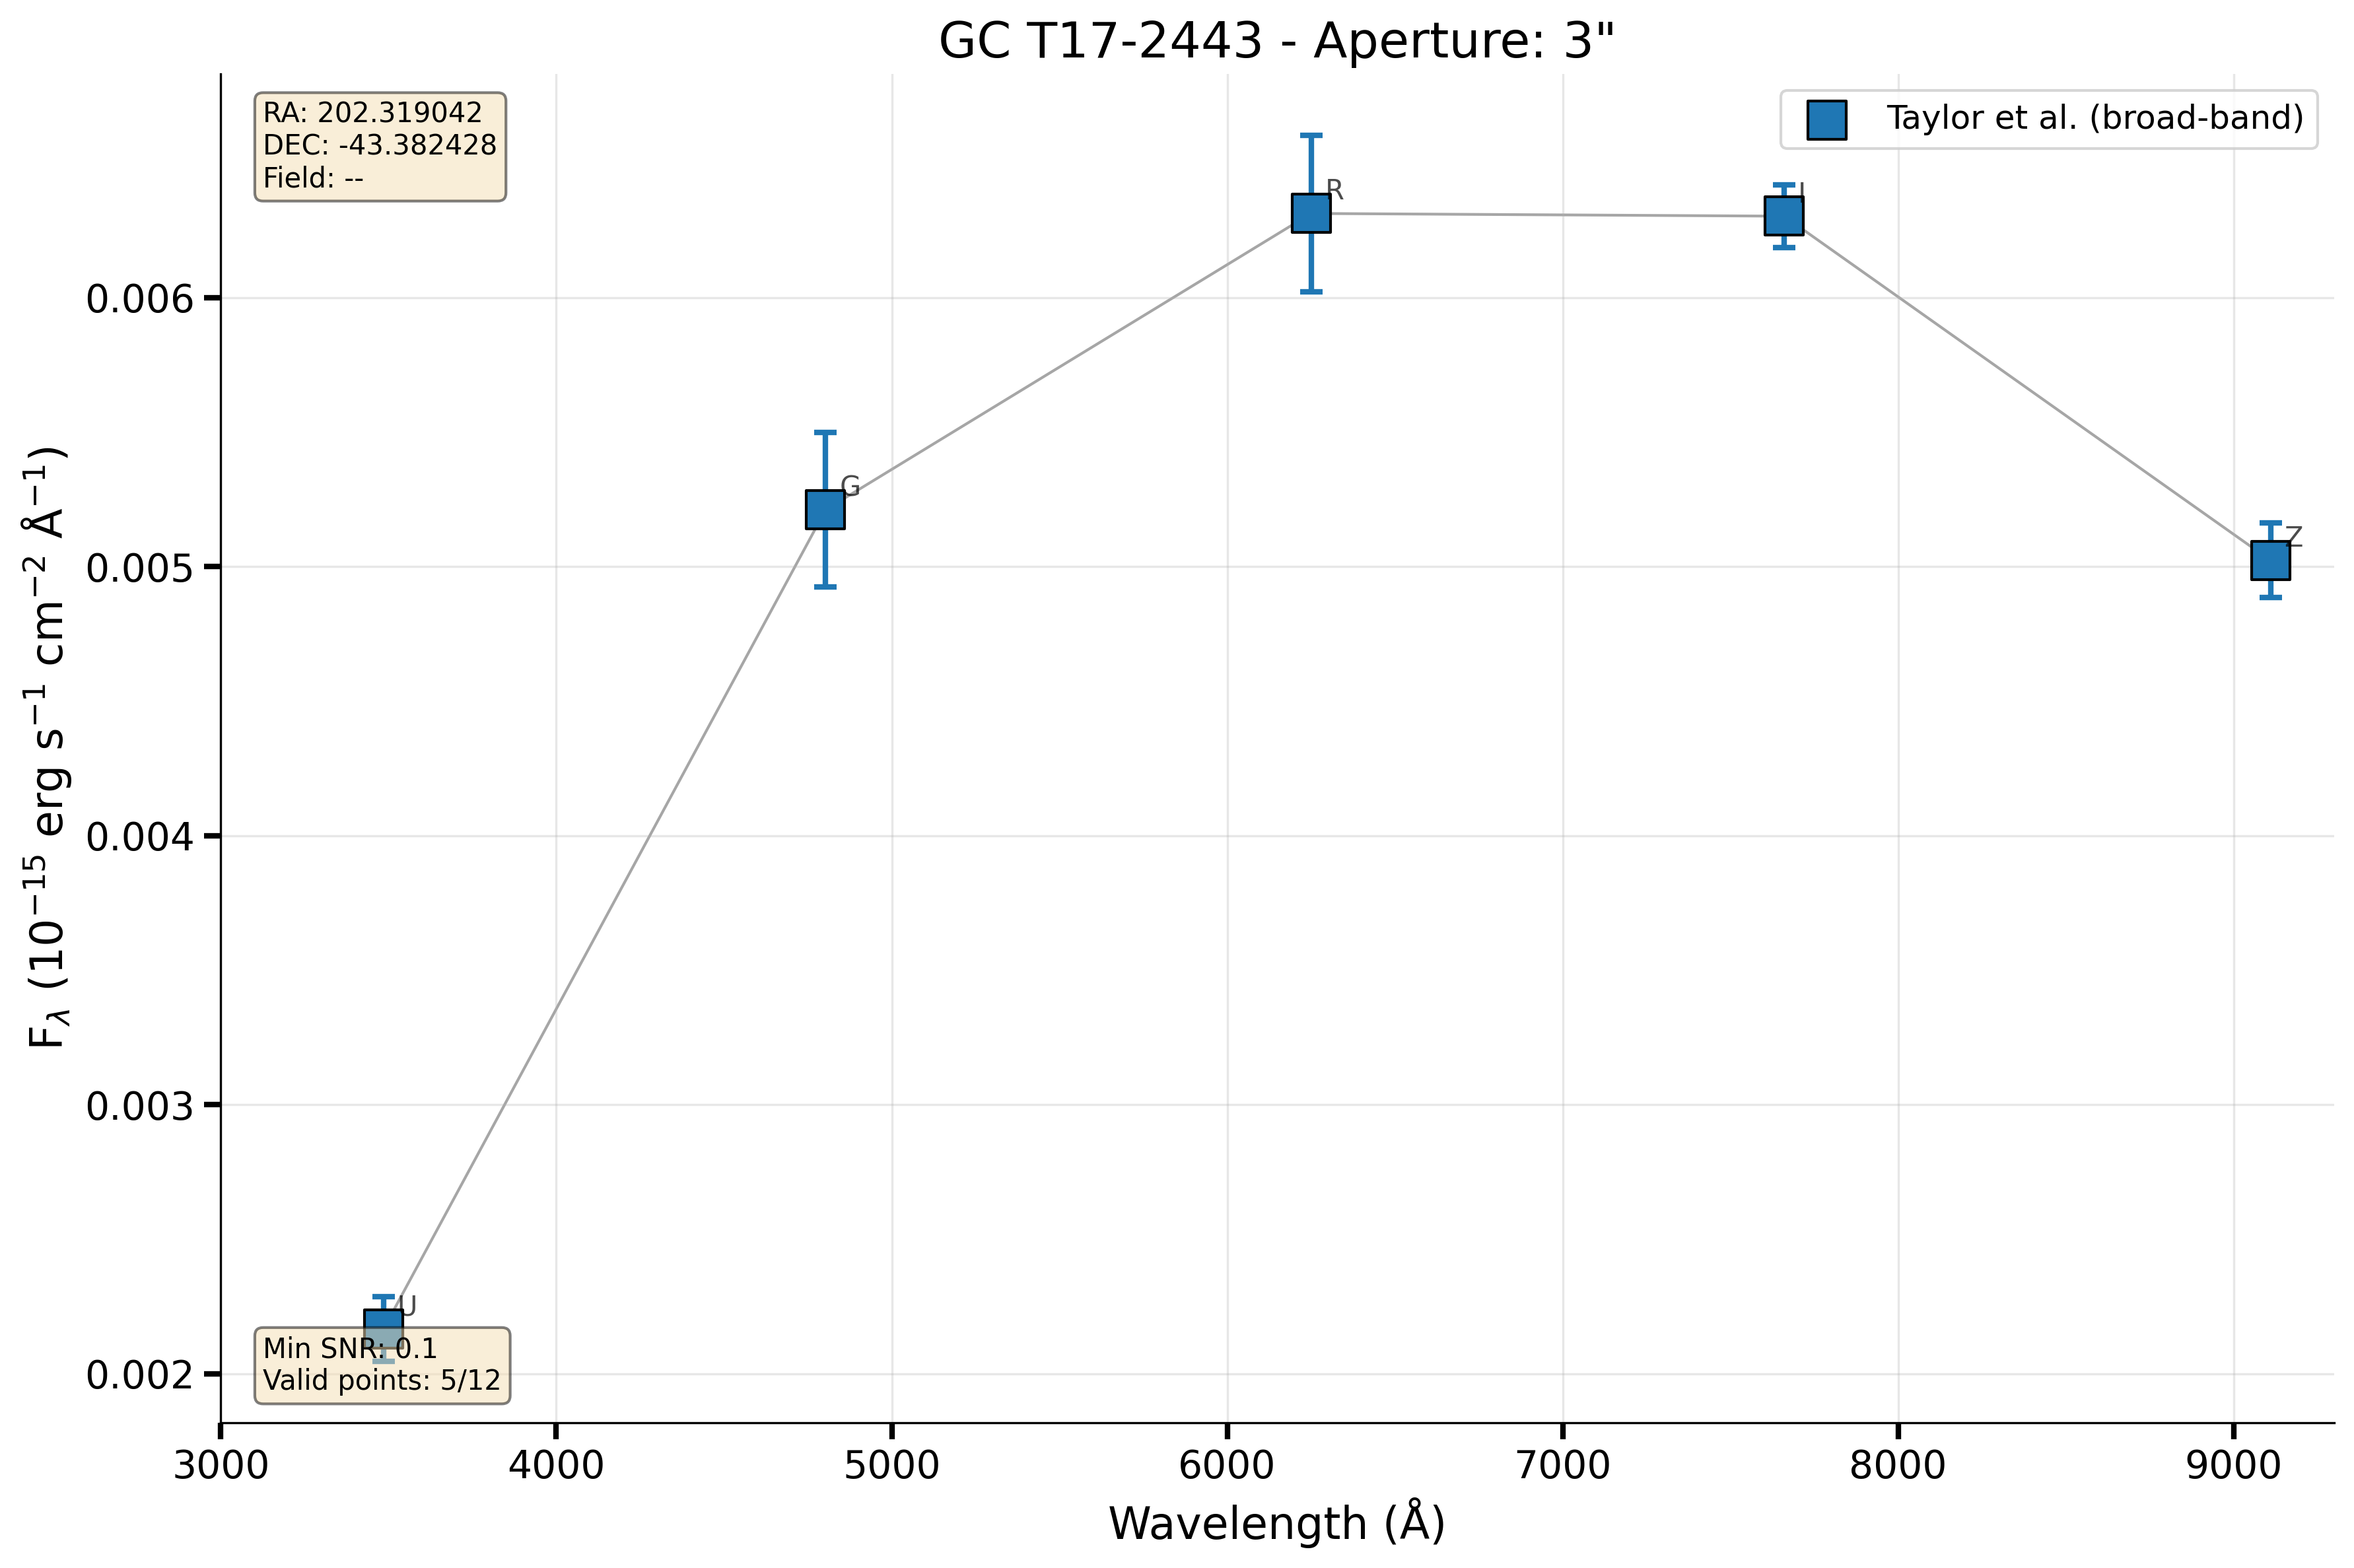 GC T17-2443 - Aperture: 3"
RA: 202.319042
DEC: -43.382428
Field: --
Taylor et al. (broad-band)
R
I
G
Z
U
Min SNR: 0.1
Valid points: 5/12
0.006
0.005
0.004
0.003
0.002
F$_{\lambda}$ (10$^{-15}$ erg s$^{-1}$ cm$^{-2}$ Å$^{-1}$)
3000 4000 5000 6000 7000 8000 9000
Wavelength (Å)